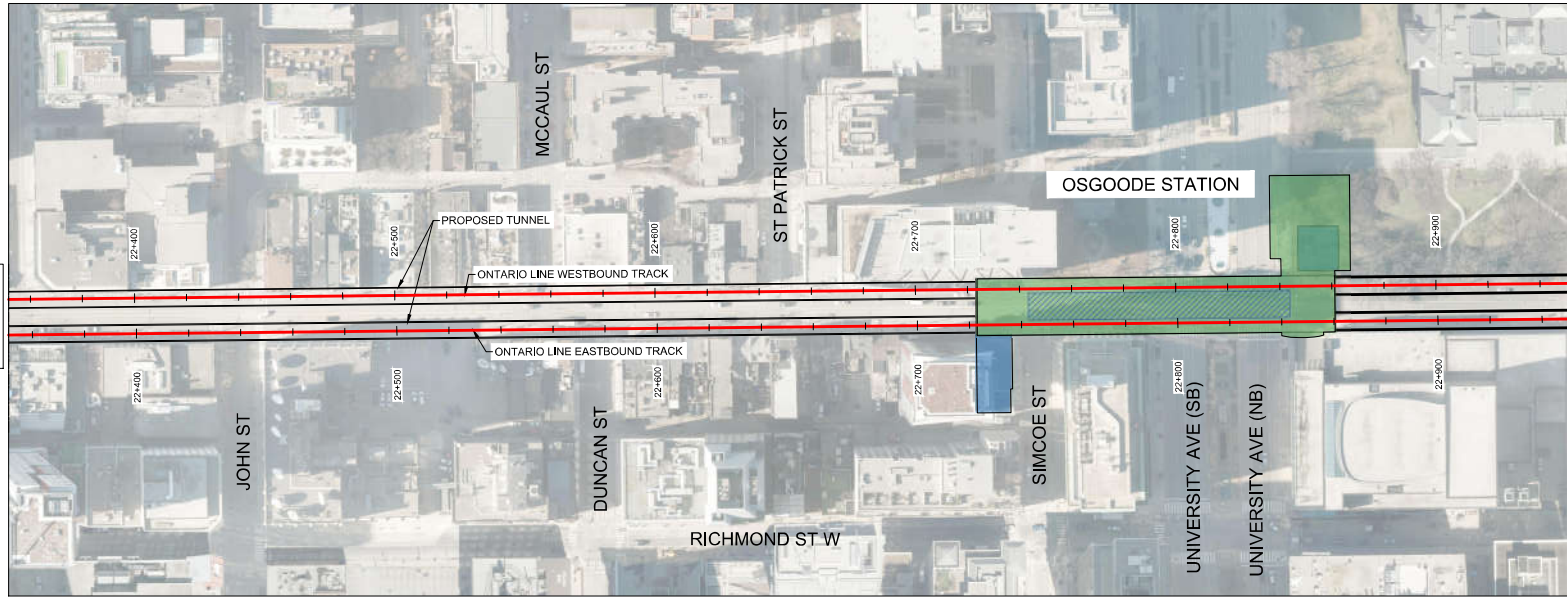 MCCAUL ST
ST PATRICK ST
OSGOODE STATION
PROPOSED TUNNEL
22+400
22+500
22+600
22+700
22+800
22+900
ONTARIO LINE WESTBOUND TRACK
ONTARIO LINE EASTBOUND TRACK
22+400
22+500
22+600
22+700
22+800
22+900
JOHN ST
DUNCAN ST
SIMCOE ST
UNIVERSITY AVE (SB)
UNIVERSITY AVE (NB)
RICHMOND ST W